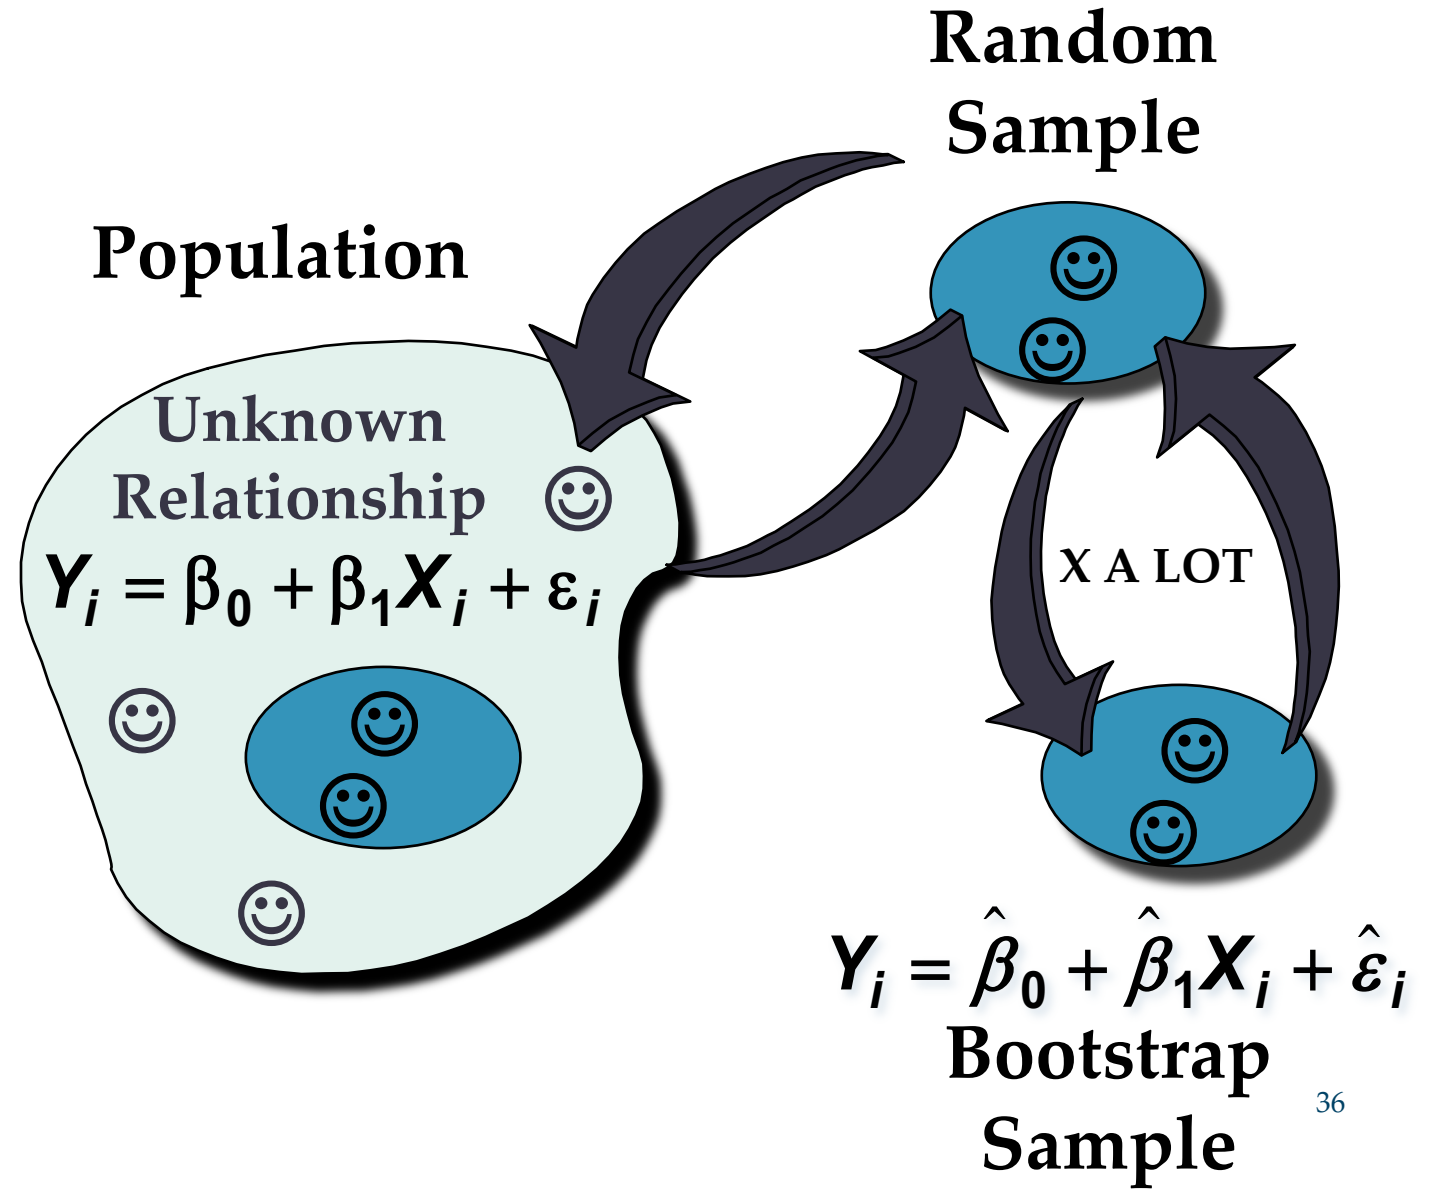 Random
Sample
Population
Unknown
Relationship
Yᵢ = β₀ + β₁Xᵢ + εᵢ
X A LOT
Yᵢ = β̂₀ + β̂₁Xᵢ + ε̂ᵢ
Bootstrap
Sample
36